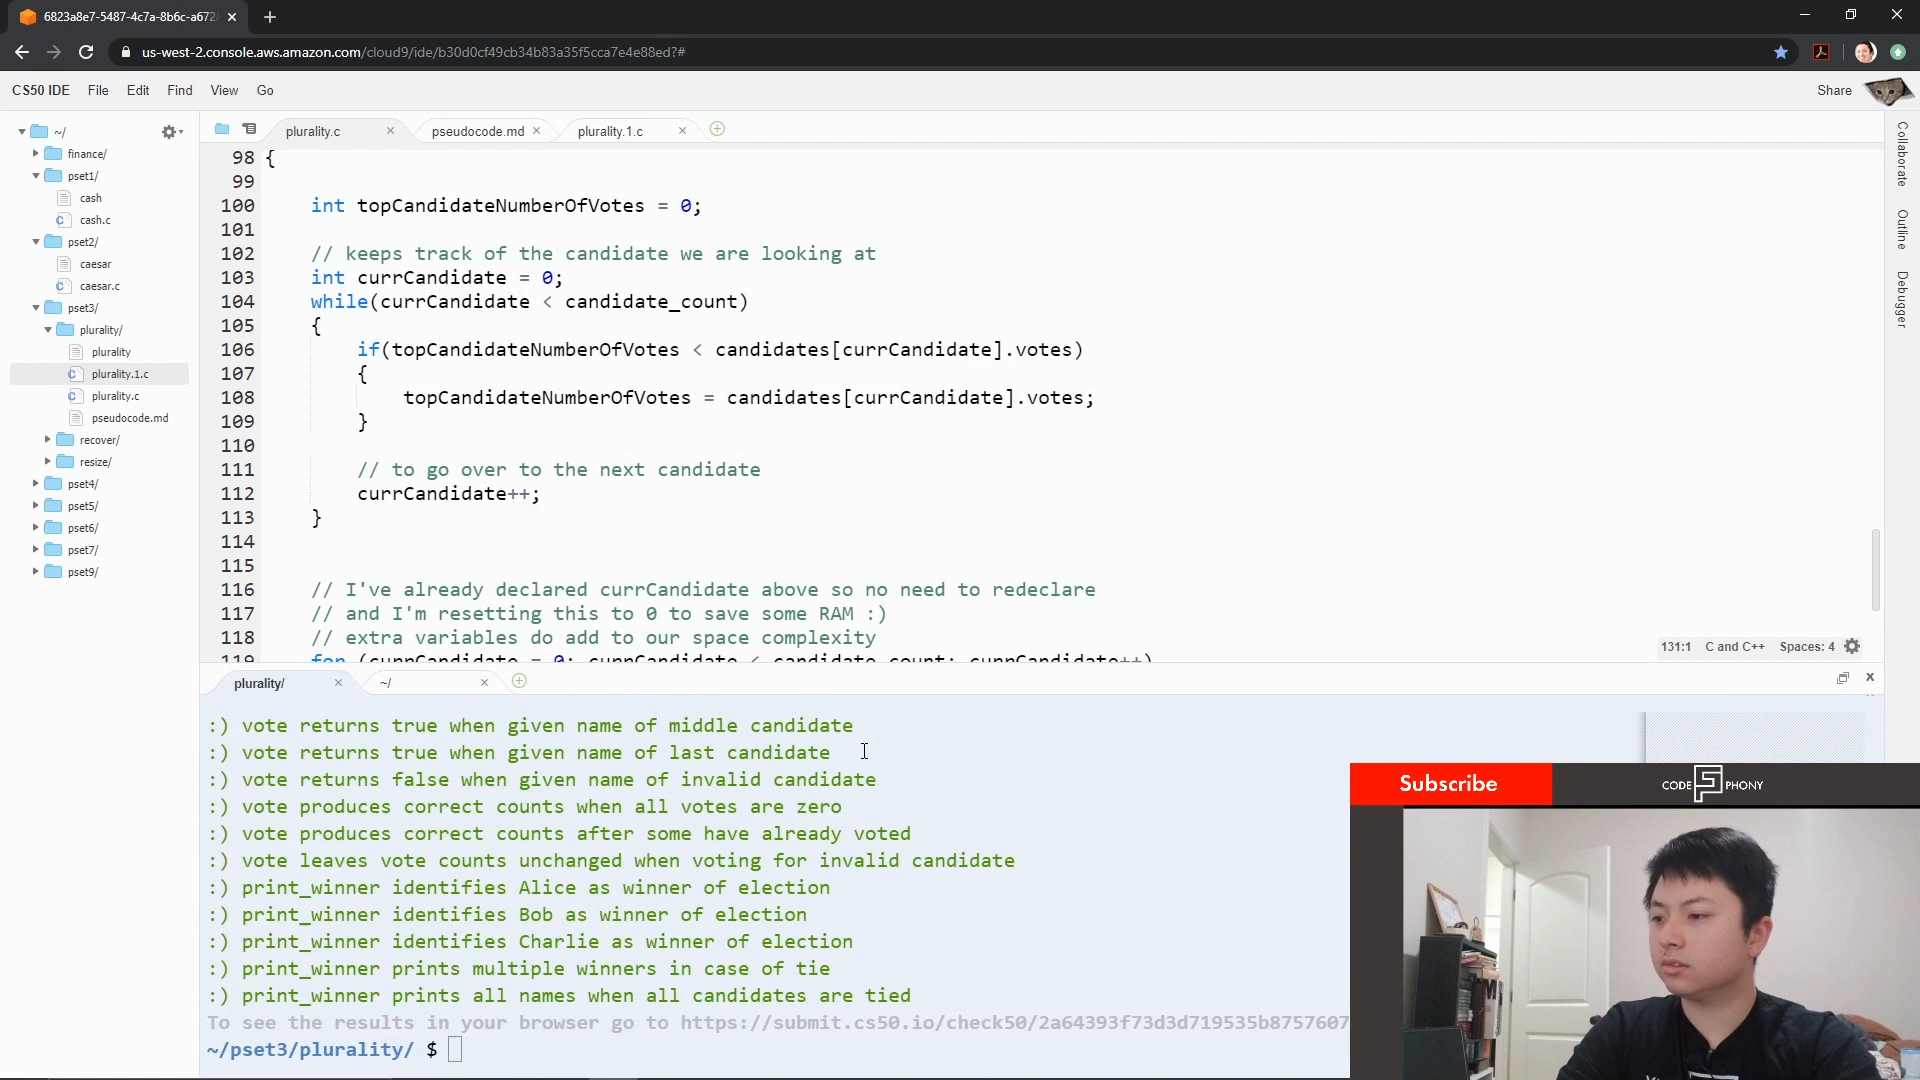 6823a8e7-5487-4c7a-8b6c-a672
us-west-2.console.aws.amazon.com/cloud9/ide/b30d0cf49cb34b83a35f5cca7e4e88ed?#
CS50 IDE File Edit Find View Go Share
~/
finance/
pset1/
cash
cash.c
pset2/
caesar
caesar.c
pset3/
plurality/
plurality
plurality.1.c
plurality.c
pseudocode.md
recover/
resize/
pset4/
pset5/
pset6/
pset7/
pset9/
plurality.c pseudocode.md plurality.1.c
98 {
99
100 int topCandidateNumberOfVotes = 0;
101
102 // keeps track of the candidate we are looking at
103 int currCandidate = 0;
104 while(currCandidate < candidate_count)
105 {
106 if(topCandidateNumberOfVotes < candidates[currCandidate].votes)
107 {
108 topCandidateNumberOfVotes = candidates[currCandidate].votes;
109 }
110
111 // to go over to the next candidate
112 currCandidate++;
113 }
114
115
116 // I've already declared currCandidate above so no need to redeclare
117 // and I'm resetting this to 0 to save some RAM :)
118 // extra variables do add to our space complexity
119 for (currCandidate = 0; currCandidate < candidate_count; currCandidate++)
131:1 C and C++ Spaces: 4
Collaborate
Outline
Debugger
plurality/ ~/
:) vote returns true when given name of middle candidate
:) vote returns true when given name of last candidate
:) vote returns false when given name of invalid candidate
:) vote produces correct counts when all votes are zero
:) vote produces correct counts after some have already voted
:) vote leaves vote counts unchanged when voting for invalid candidate
:) print_winner identifies Alice as winner of election
:) print_winner identifies Bob as winner of election
:) print_winner identifies Charlie as winner of election
:) print_winner prints multiple winners in case of tie
:) print_winner prints all names when all candidates are tied
To see the results in your browser go to https://submit.cs50.io/check50/2a64393f73d3d719535b8757607
~/pset3/plurality/ $
Subscribe
CODE S PHONY